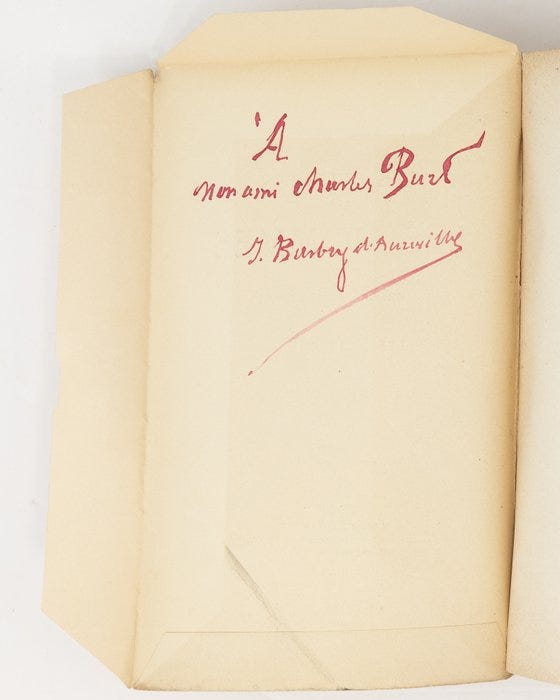 À
mon ami Charles Buet
J. Barbey d'Aurevilly